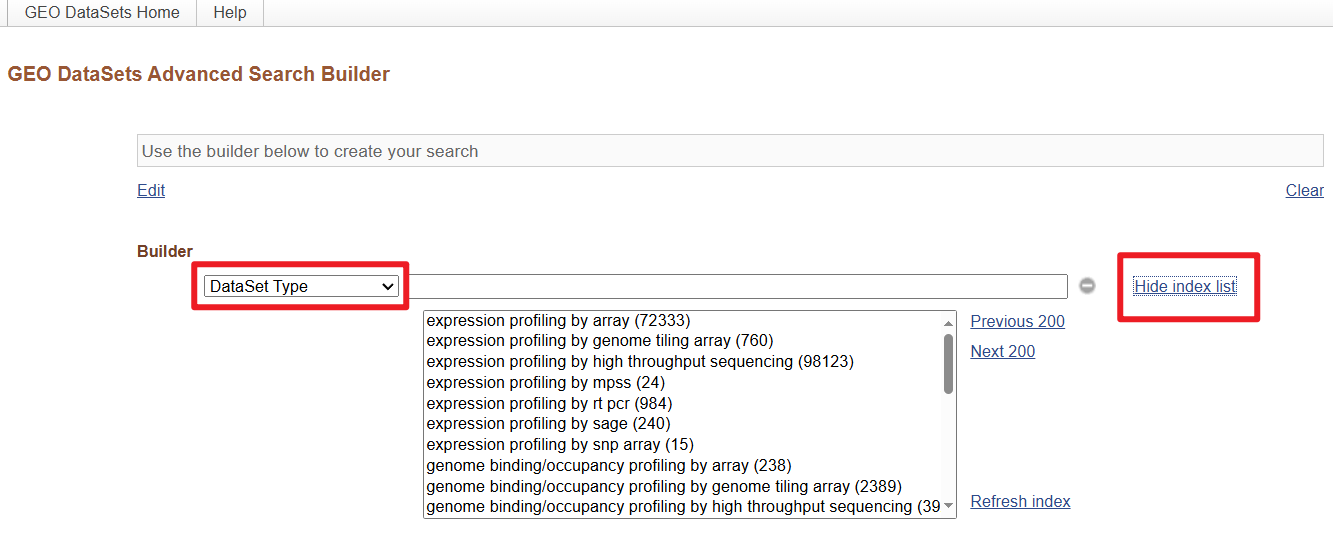 GEO DataSets Home Help
GEO DataSets Advanced Search Builder
Use the builder below to create your search
Edit Clear
Builder
DataSet Type Hide index list
expression profiling by array (72333) Previous 200
expression profiling by genome tiling array (760)
expression profiling by high throughput sequencing (98123) Next 200
expression profiling by mpss (24)
expression profiling by rt pcr (984)
expression profiling by sage (240)
expression profiling by snp array (15)
genome binding/occupancy profiling by array (238)
genome binding/occupancy profiling by genome tiling array (2389)
genome binding/occupancy profiling by high throughput sequencing (39 Refresh index